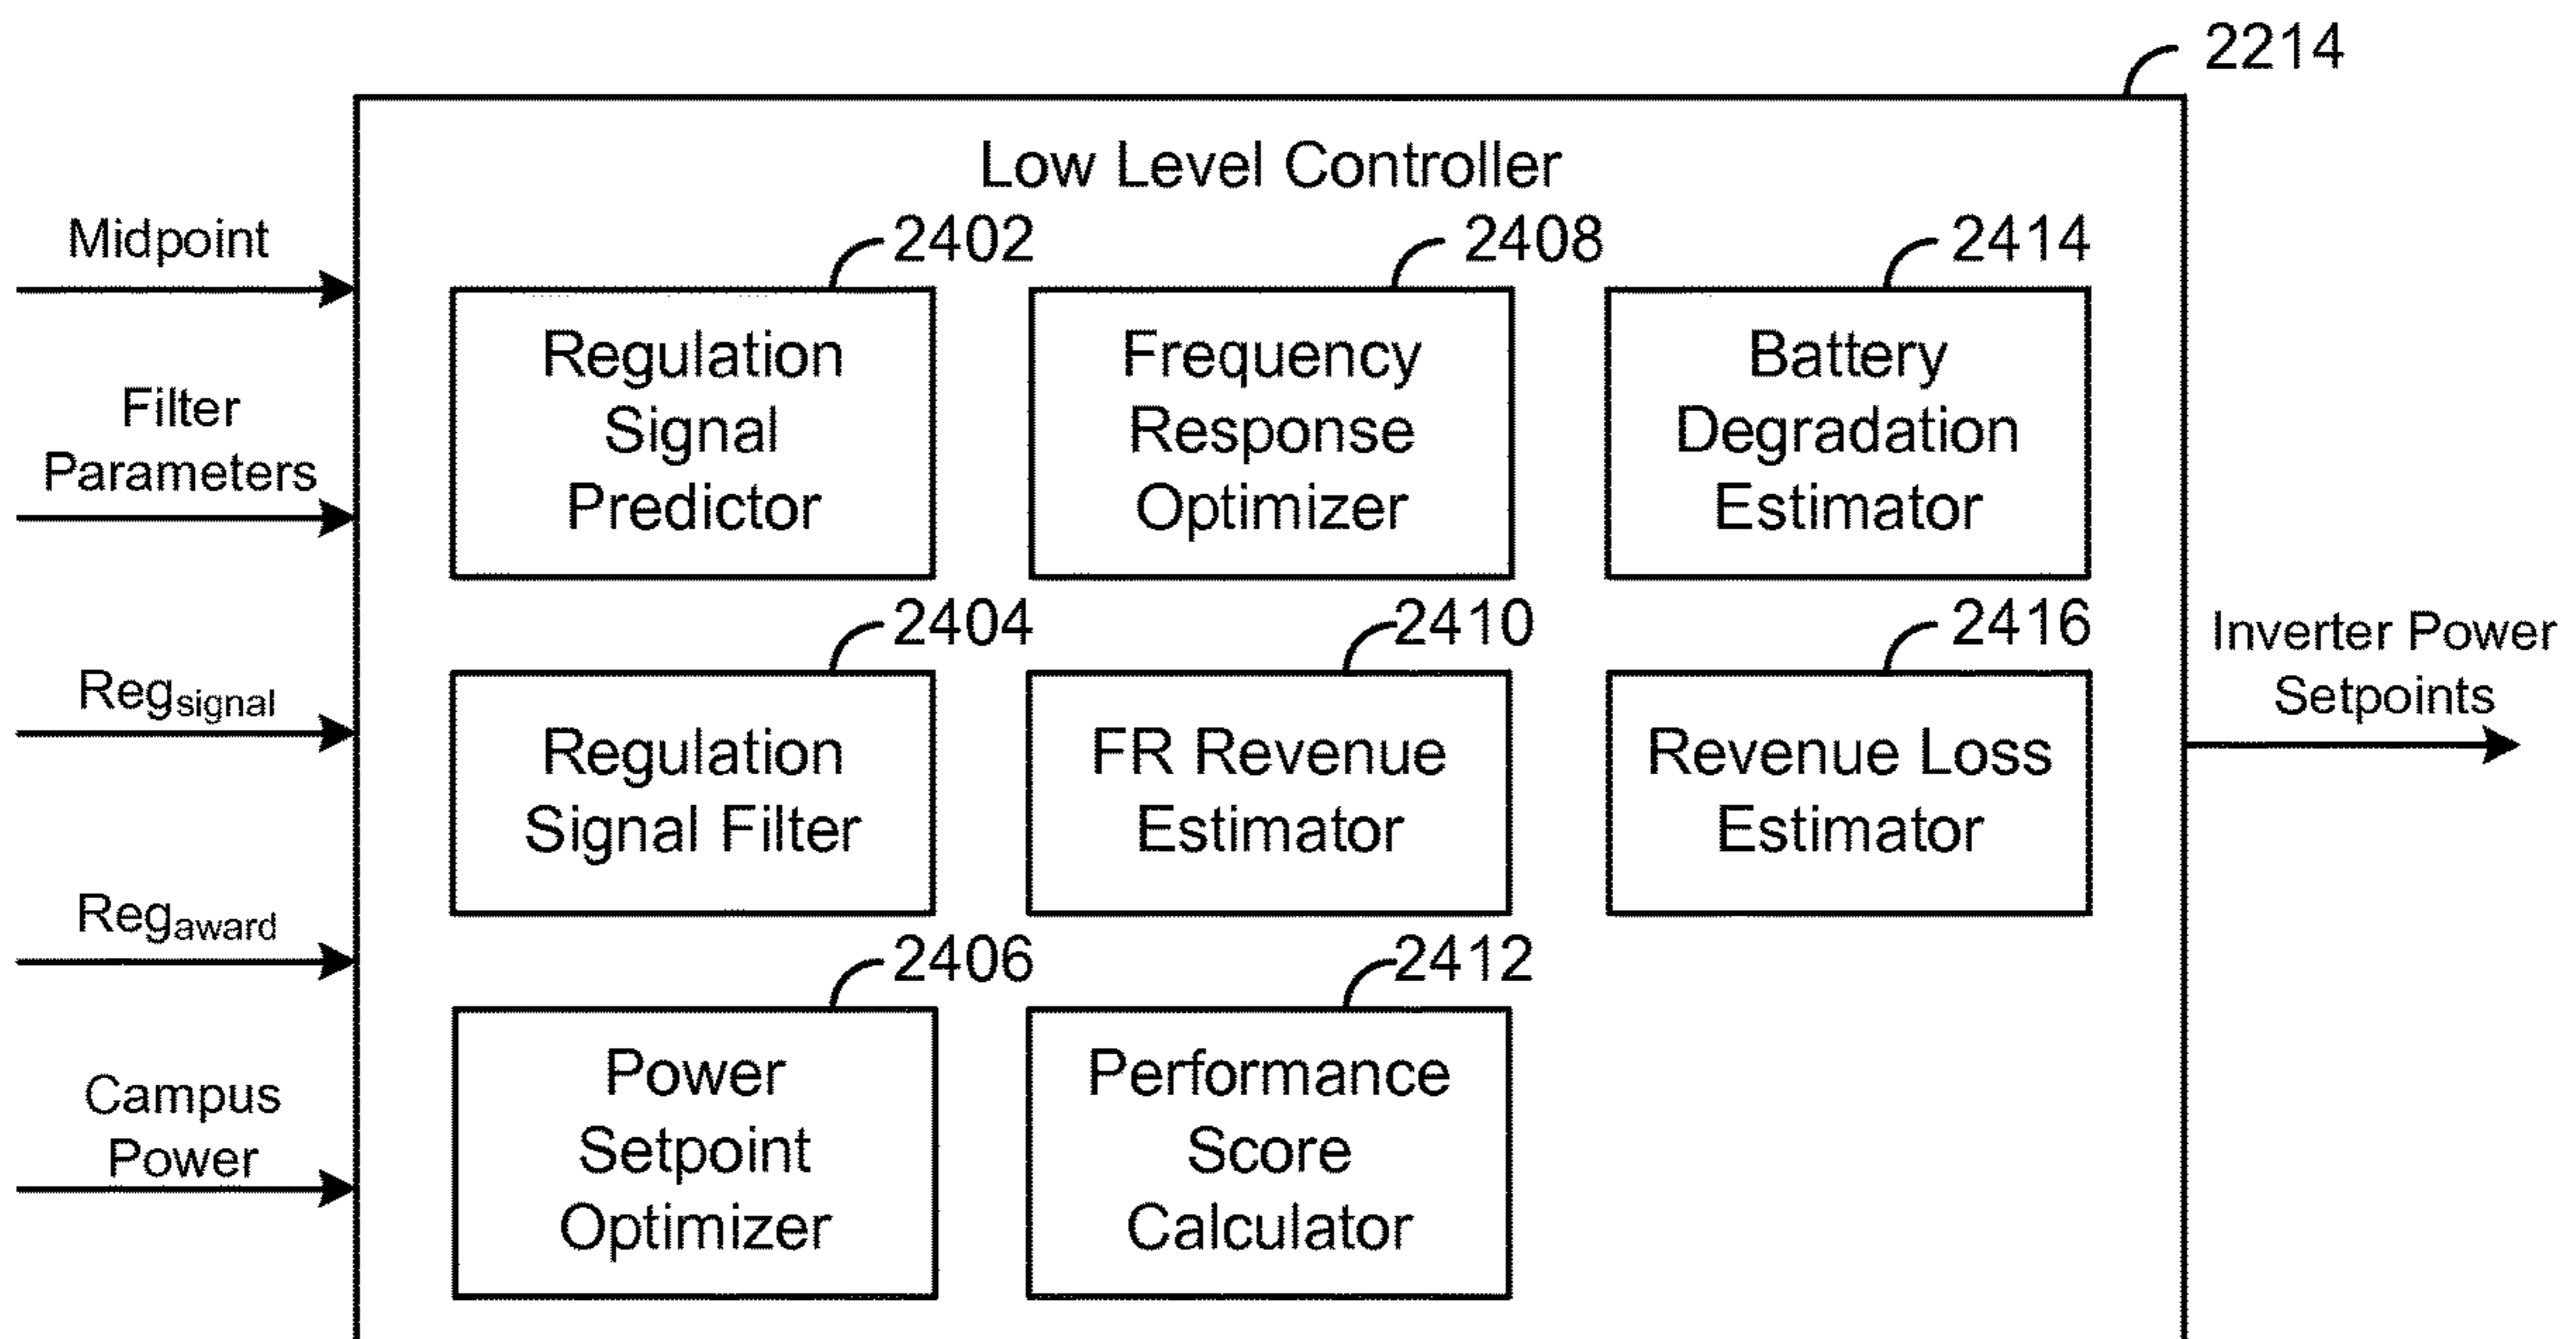 2214
Low Level Controller
Midpoint
Filter
Parameters
Regsignal
Regaward
Campus
Power
2402
Regulation
Signal
Predictor
2408
Frequency
Response
Optimizer
2414
Battery
Degradation
Estimator
2404
Regulation
Signal Filter
2410
FR Revenue
Estimator
2416
Revenue Loss
Estimator
2406
Power
Setpoint
Optimizer
2412
Performance
Score
Calculator
Inverter Power
Setpoints